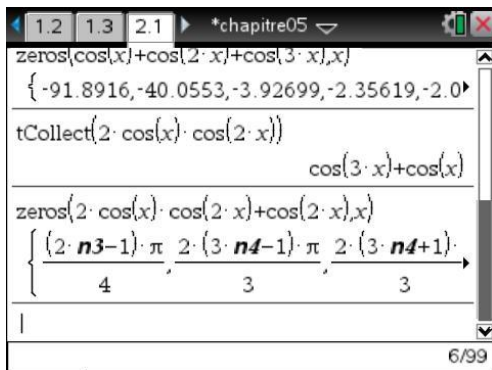 1.2 1.3 2.1 *chapitre05
zeros(cos(x)+cos(2·x)+cos(3·x),x)
{-91.8916,-40.0553,-3.92699,-2.35619,-2.0
tCollect(2·cos(x)·cos(2·x))
cos(3·x)+cos(x)
zeros(2·cos(x)·cos(2·x)+cos(2·x),x)
{(2·n3-1)·π/4, 2·(3·n4-1)·π/3, 2·(3·n4+1)·/3
6/99